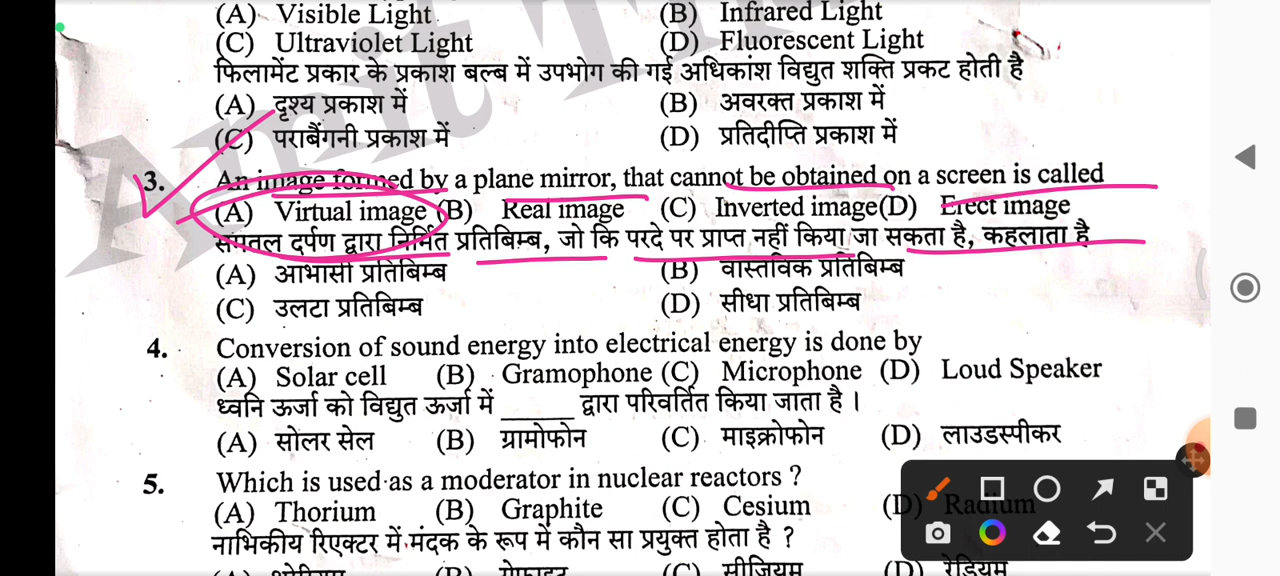 (A) Visible Light (B) Infrared Light
(C) Ultraviolet Light (D) Fluorescent Light
फिलामेंट प्रकार के प्रकाश बल्ब में उपभोग की गई अधिकांश विद्युत शक्ति प्रकट होती है
(A) दृश्य प्रकाश में (B) अवरक्त प्रकाश में
(C) पराबैंगनी प्रकाश में (D) प्रतिदीप्ति प्रकाश में
3. An image formed by a plane mirror, that cannot be obtained on a screen is called
(A) Virtual image (B) Real image (C) Inverted image (D) Erect image
समतल दर्पण द्वारा निर्मित प्रतिबिम्ब, जो कि परदे पर प्राप्त नहीं किया जा सकता है, कहलाता है
(A) आभासी प्रतिबिम्ब (B) वास्तविक प्रतिबिम्ब
(C) उलटा प्रतिबिम्ब (D) सीधा प्रतिबिम्ब
4. Conversion of sound energy into electrical energy is done by
(A) Solar cell (B) Gramophone (C) Microphone (D) Loud Speaker
ध्वनि ऊर्जा को विद्युत ऊर्जा में ______ द्वारा परिवर्तित किया जाता है ।
(A) सोलर सेल (B) ग्रामोफोन (C) माइक्रोफोन (D) लाउडस्पीकर
5. Which is used as a moderator in nuclear reactors ?
(A) Thorium (B) Graphite (C) Cesium (D) Radium
नाभिकीय रिएक्टर में मंदक के रूप में कौन सा प्रयुक्त होता है ?
(B) ग्रेफाइट (C) सीजियम (D) रेडियम